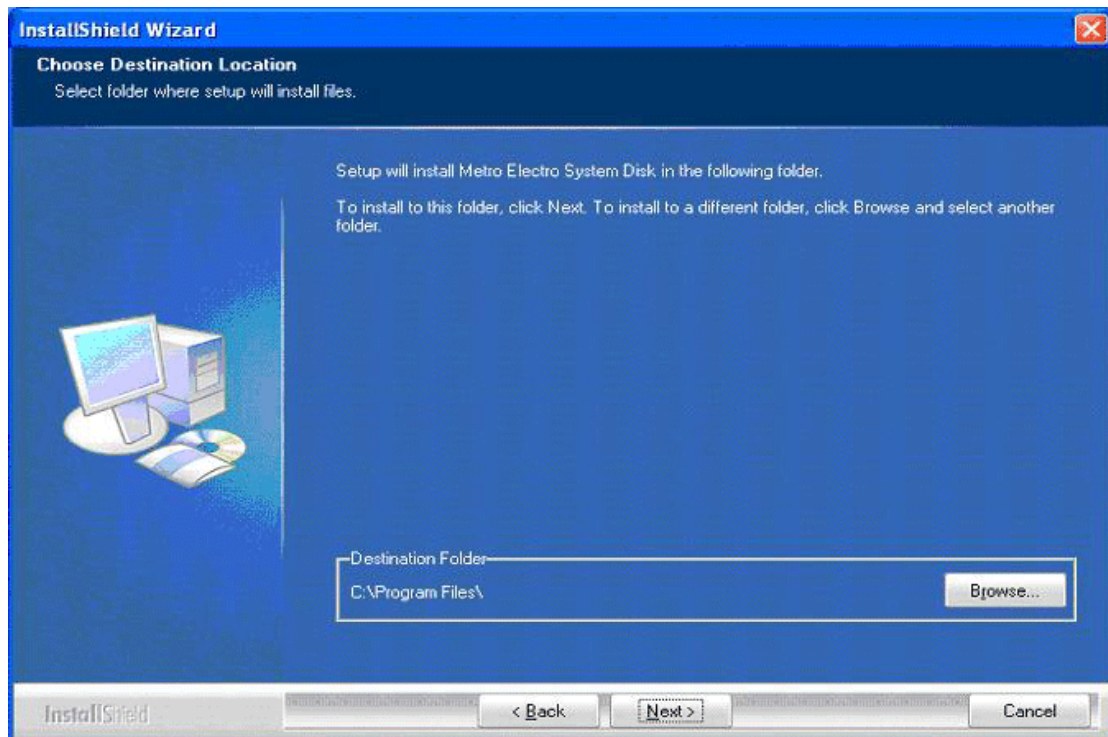 InstallShield Wizard
Choose Destination Location
Select folder where setup will install files.
Setup will install Metro Electro System Disk in the following folder.
To install to this folder, click Next. To install to a different folder, click Browse and select another
folder.
Destination Folder
C:\Program Files\
Browse...
InstallShield
< Back
Next >
Cancel